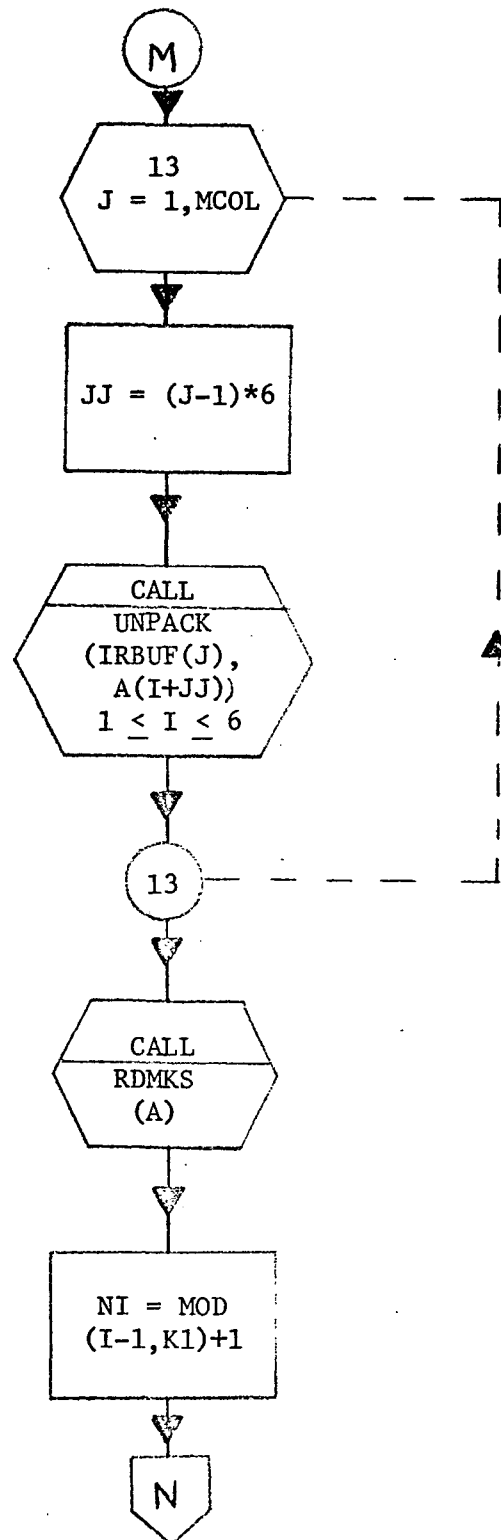 M
13
J = 1,MCOL
JJ = (J-1)*6
CALL
UNPACK
(IRBUF(J),
A(I+JJ))
1 ≤ I ≤ 6
13
CALL
RDMKS
(A)
NI = MOD
(I-1,K1)+1
N